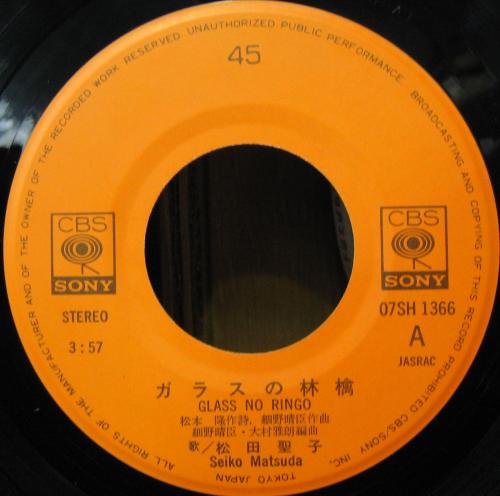 ALL RIGHTS OF THE MANUFACTURER AND OF THE OWNER OF THE RECORDED WORK RESERVED UNAUTHORIZED PUBLIC PERFORMANCE. BROADCASTING AND COPYING OF THIS RECORD PROHIBITED CBS/SONY INC.
TOKYO JAPAN
45
CBS
SONY
CBS
SONY
STEREO
3:57
07SH 1366
A
JASRAC
ガラスの林檎
GLASS NO RINGO
松本 隆作詩, 細野晴臣作曲
細野晴臣・大村雅朗編曲
歌/松田聖子
Seiko Matsuda